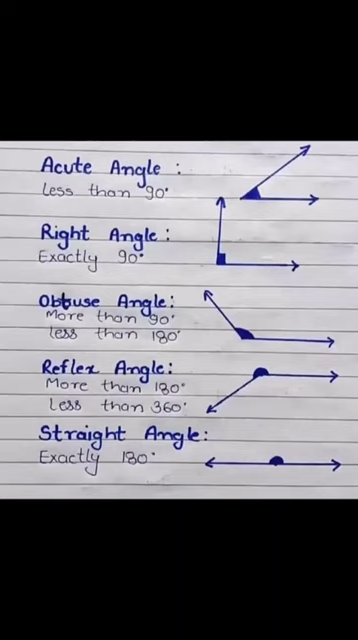 Acute Angle :
Less than 90°
Right Angle :
Exactly 90°
Obtuse Angle:
More than 90°
less than 180°
Reflex Angle:
More than 180°
Less than 360°
Straight Angle:
Exactly 180°